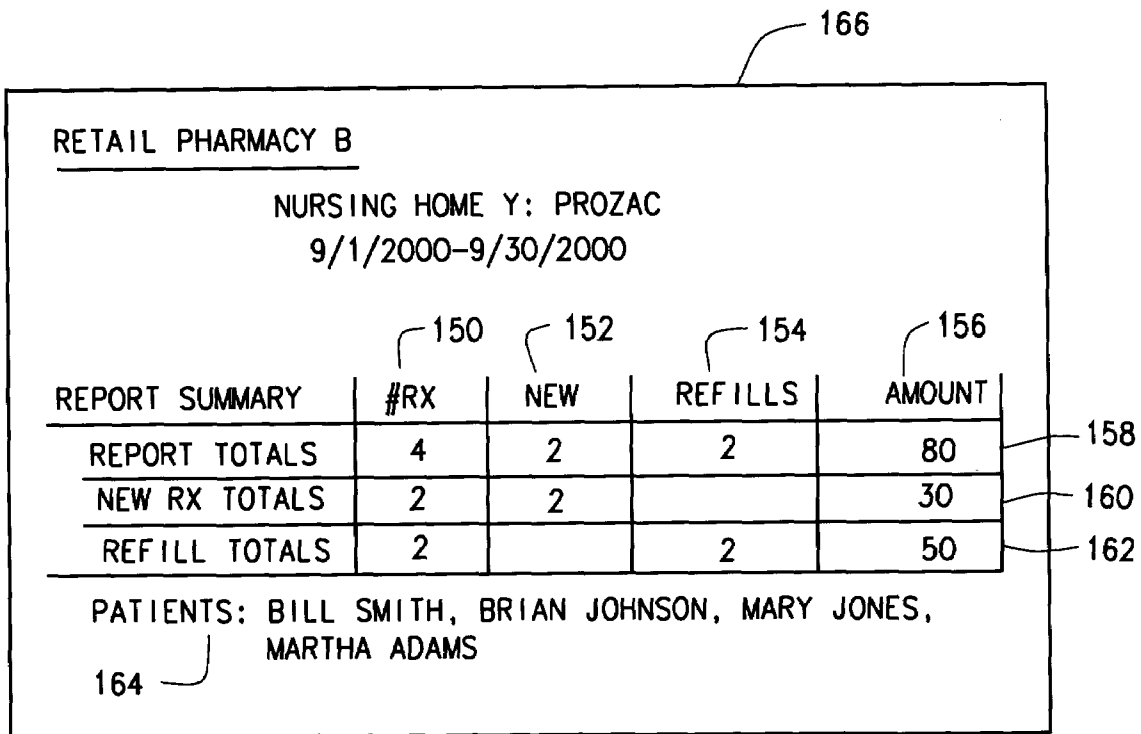 166
RETAIL PHARMACY B
NURSING HOME Y: PROZAC
9/1/2000-9/30/2000
150 152 154 156
REPORT SUMMARY #RX NEW REFILLS AMOUNT
REPORT TOTALS 4 2 2 80 158
NEW RX TOTALS 2 2 30 160
REFILL TOTALS 2 2 50 162
PATIENTS: BILL SMITH, BRIAN JOHNSON, MARY JONES,
MARTHA ADAMS
164